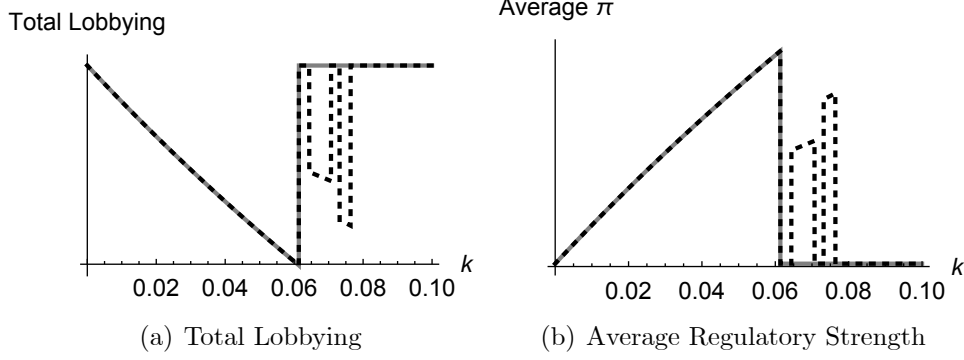 Total Lobbying
k
0.02 0.04 0.06 0.08 0.10
(a) Total Lobbying
Average π
k
0.02 0.04 0.06 0.08 0.10
(b) Average Regulatory Strength